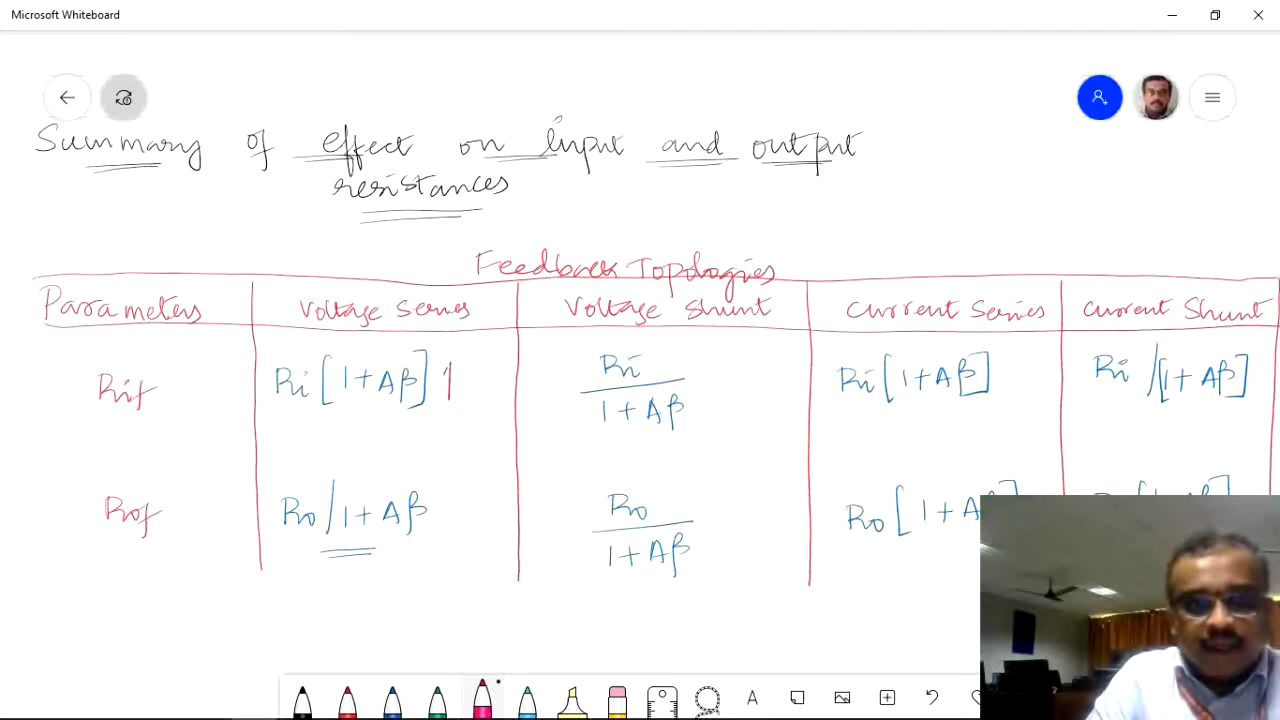 Microsoft Whiteboard
Summary of effect on input and output
resistances
Feedback Topologies
Parameters Voltage Series Voltage Shunt Current Series Current Shunt
Rif Ri[1+Aβ] Ri/1+Aβ Ri[1+Aβ] Ri/[1+Aβ]
Rof Ro/1+Aβ Ro/1+Aβ Ro[1+A
A